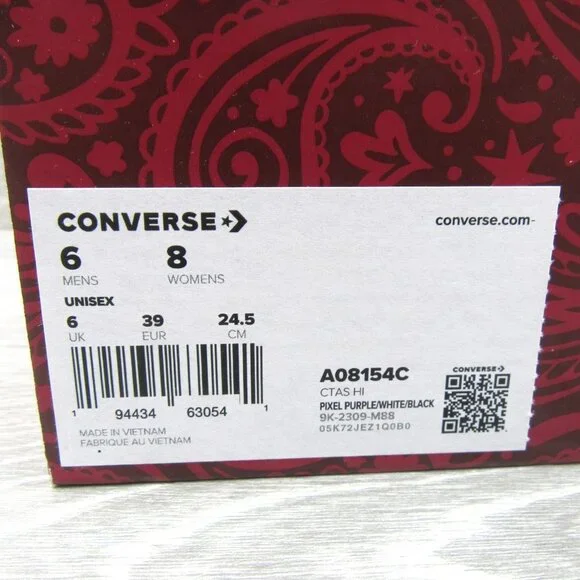 CONVERSE
converse.com
6 8
MENS WOMENS
UNISEX
6 39 24.5
UK EUR CM
1 94434 63054 1
MADE IN VIETNAM
FABRIQUE AU VIETNAM
A08154C
CTAS HI
PIXEL PURPLE/WHITE/BLACK
9K-2309-M88
05K72JEZ1Q0B0
CONVERSE